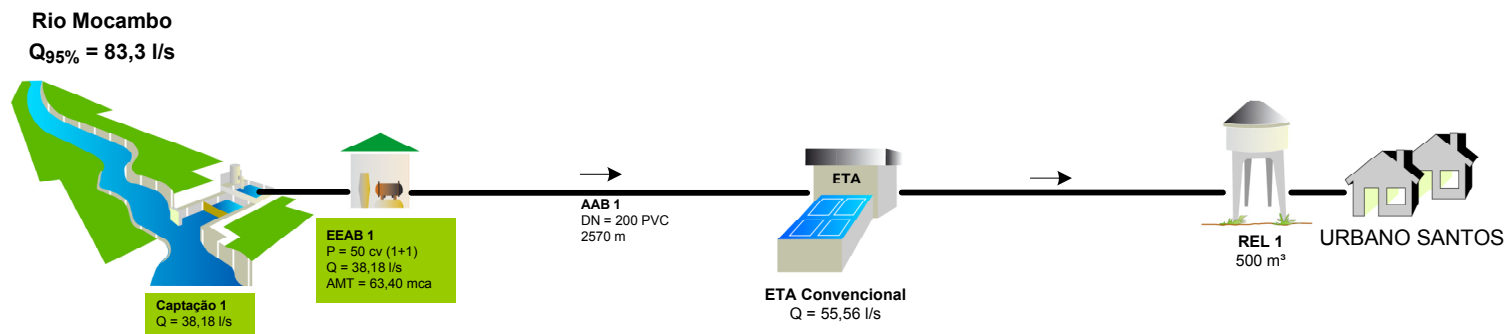 Rio Mocambo
Q95% = 83,3 l/s
Captação 1
Q = 38,18 l/s
EEAB 1
P = 50 cv (1+1)
Q = 38,18 l/s
AMT = 63,40 mca
AAB 1
DN = 200 PVC
2570 m
ETA
ETA Convencional
Q = 55,56 l/s
REL 1
500 m³
URBANO SANTOS